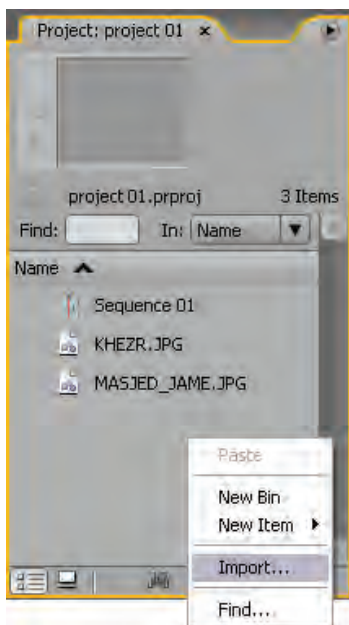 Project: project 01 ×
project 01.prproj 3 Items
Find: In: Name
Name
Sequence 01
KHEZR.JPG
MASJED_JAME.JPG
Paste
New Bin
New Item
Import...
Find...